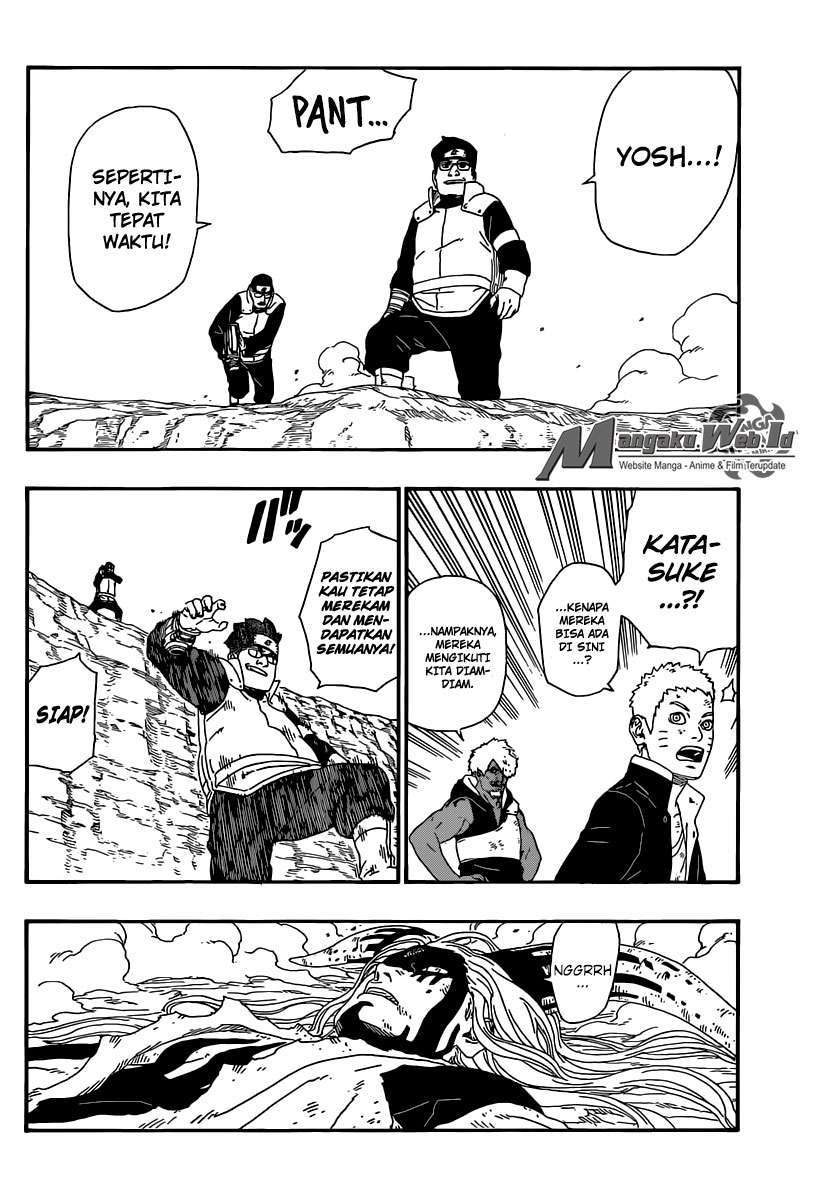 YOSH...!
PANT...
SEPERTI-
NYA, KITA
TEPAT
WAKTU!
Mangaku.Web.Id
Website Manga - Anime & Film Terupdate
KATA-
SUKE
...?!
...KENAPA
MEREKA
BISA ADA
DI SINI
...?
...NAMPAKNYA,
MEREKA
MENGIKUTI
KITA DIAM-
DIAM.
PASTIKAN
KAU TETAP
MEREKAM
DAN MEN-
DAPATKAN
SEMUANYA!
SIAP!
NGGRRH
...